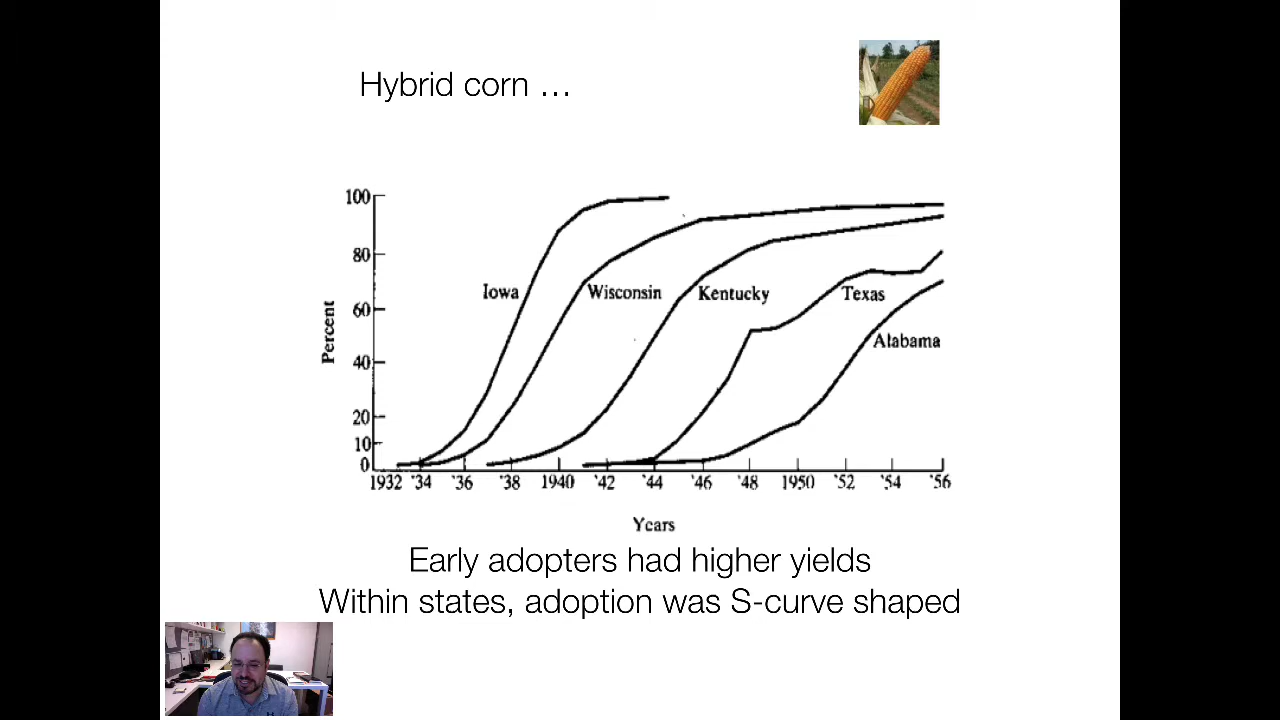 Hybrid corn …
100
80
60
40
20
10
0
Percent
Iowa
Wisconsin
Kentucky
Texas
Alabama
1932 '34 '36 '38 1940 '42 '44 '46 '48 1950 '52 '54 '56
Years
Early adopters had higher yields
Within states, adoption was S-curve shaped